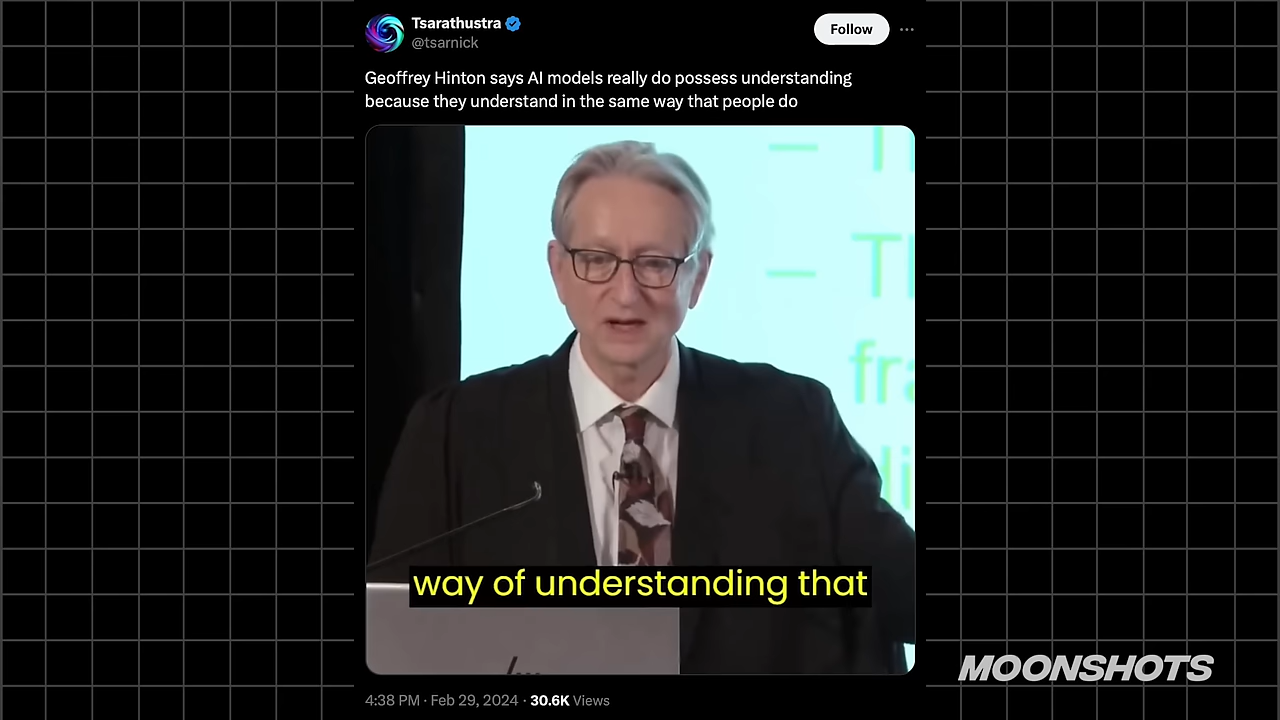 Tsarathustra
@tsarnick
Follow
Geoffrey Hinton says AI models really do possess understanding
because they understand in the same way that people do
way of understanding that
4:38 PM · Feb 29, 2024 · 30.6K Views
MOONSHOTS